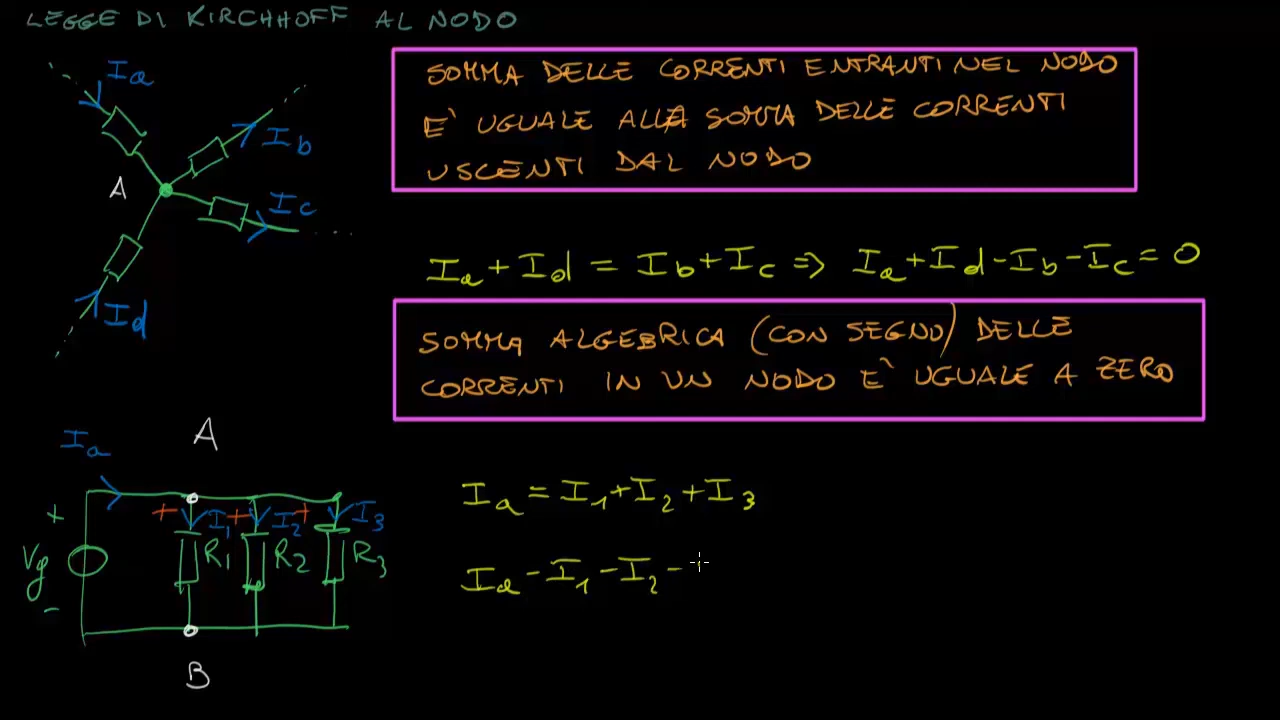 LEGGE DI KIRCHHOFF AL NODO
Ia
Ib
A
Ic
Id
SOMMA DELLE CORRENTI ENTRANTI NEL NODO
E' UGUALE ALLA SOMMA DELLE CORRENTI
USCENTI DAL NODO
Ia + Id = Ib + Ic ⇒ Ia + Id - Ib - Ic = 0
SOMMA ALGEBRICA (CON SEGNO) DELLE
CORRENTI IN UN NODO E' UGUALE A ZERO
A
Ia
+ + I1 + I2 + I3
Vg R1 R2 R3
-
B
Ia = I1 + I2 + I3
Ia - I1 - I2 -